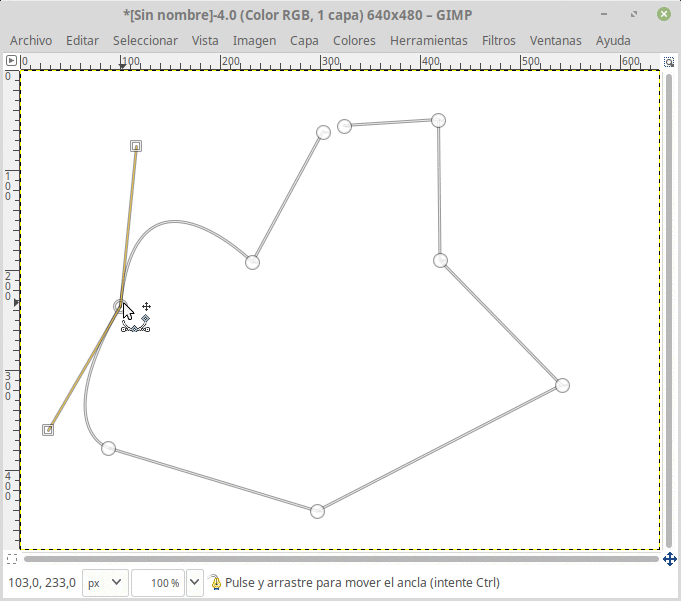 *[Sin nombre]-4.0 (Color RGB, 1 capa) 640x480 – GIMP
Archivo Editar Seleccionar Vista Imagen Capa Colores Herramientas Filtros Ventanas Ayuda
0 100 200 300 400 500 600
0
100
200
300
400
103,0, 233,0 px 100 % Pulse y arrastre para mover el ancla (intente Ctrl)